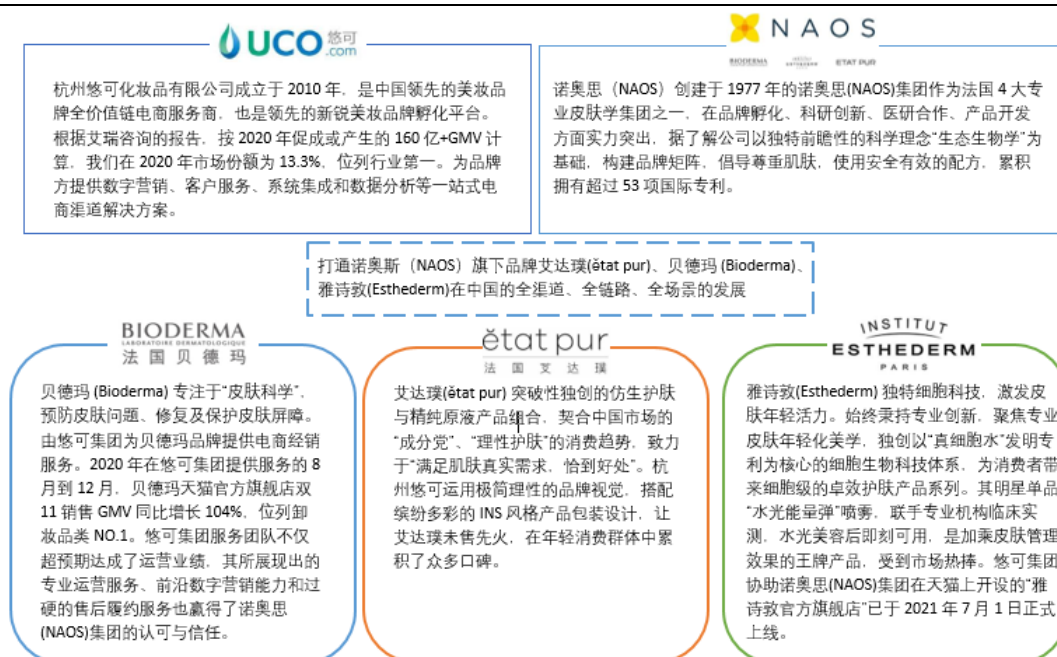 UCO 悠可 .com
杭州悠可化妆品有限公司成立于 2010 年，是中国领先的美妆品
牌全价值链电商服务商，也是领先的新锐美妆品牌孵化平台。
根据艾瑞咨询的报告，按 2020 年促成或产生的 160 亿+GMV 计
算，我们在 2020 年市场份额为 13.3%，位列行业第一。为品牌
方提供数字营销、客户服务、系统集成和数据分析等一站式电
商渠道解决方案。
NAOS
BIODERMA ESTHEDERM ETAT PUR
诺奥思（NAOS）创建于 1977 年的诺奥思(NAOS)集团作为法国 4 大专
业皮肤学集团之一，在品牌孵化、科研创新、医研合作、产品开发
方面实力突出，据了解公司以独特前瞻性的科学理念“生态生物学”为
基础，构建品牌矩阵，倡导尊重肌肤，使用安全有效的配方，累积
拥有超过 53 项国际专利。
打通诺奥斯（NAOS）旗下品牌艾达璞(ětat pur)、贝德玛 (Bioderma)、
雅诗敦(Esthederm)在中国的全渠道、全链路、全场景的发展
BIODERMA
LABORATOIRE DERMATOLOGIQUE
法国贝德玛
贝德玛 (Bioderma) 专注于“皮肤科学”，
预防皮肤问题、修复及保护皮肤屏障。
由悠可集团为贝德玛品牌提供电商经销
服务。2020 年在悠可集团提供服务的 8
月到 12 月，贝德玛天猫官方旗舰店双
11 销售 GMV 同比增长 104%，位列卸
妆品类 NO.1。悠可集团服务团队不仅
超预期达成了运营业绩，其所展现出的
专业运营服务、前沿数字营销能力和过
硬的售后履约服务也赢得了诺奥思
(NAOS)集团的认可与信任。
ětat pur
法国艾达璞
艾达璞(ětat pur) 突破性独创的仿生护肤
与精纯原液产品组合，契合中国市场的
“成分党”、“理性护肤”的消费趋势，致力
于“满足肌肤真实需求，恰到好处”。杭
州悠可运用极简理性的品牌视觉，搭配
缤纷多彩的 INS 风格产品包装设计，让
艾达璞未售先火，在年轻消费群体中累
积了众多口碑。
INSTITUT
ESTHEDERM
PARIS
雅诗敦(Esthederm) 独特细胞科技，激发皮
肤年轻活力。始终秉持专业创新，聚焦专业
皮肤年轻化美学，独创以“真细胞水”发明专
利为核心的细胞生物科技体系，为消费者带
来细胞级的卓效护肤产品系列。其明星单品
“水光能量弹”喷雾，联手专业机构临床实
测，水光美容后即刻可用，是加乘皮肤管理
效果的王牌产品，受到市场热捧。悠可集团
协助诺奥思(NAOS)集团在天猫上开设的“雅
诗敦官方旗舰店”已于 2021 年 7 月 1 日正式
上线。